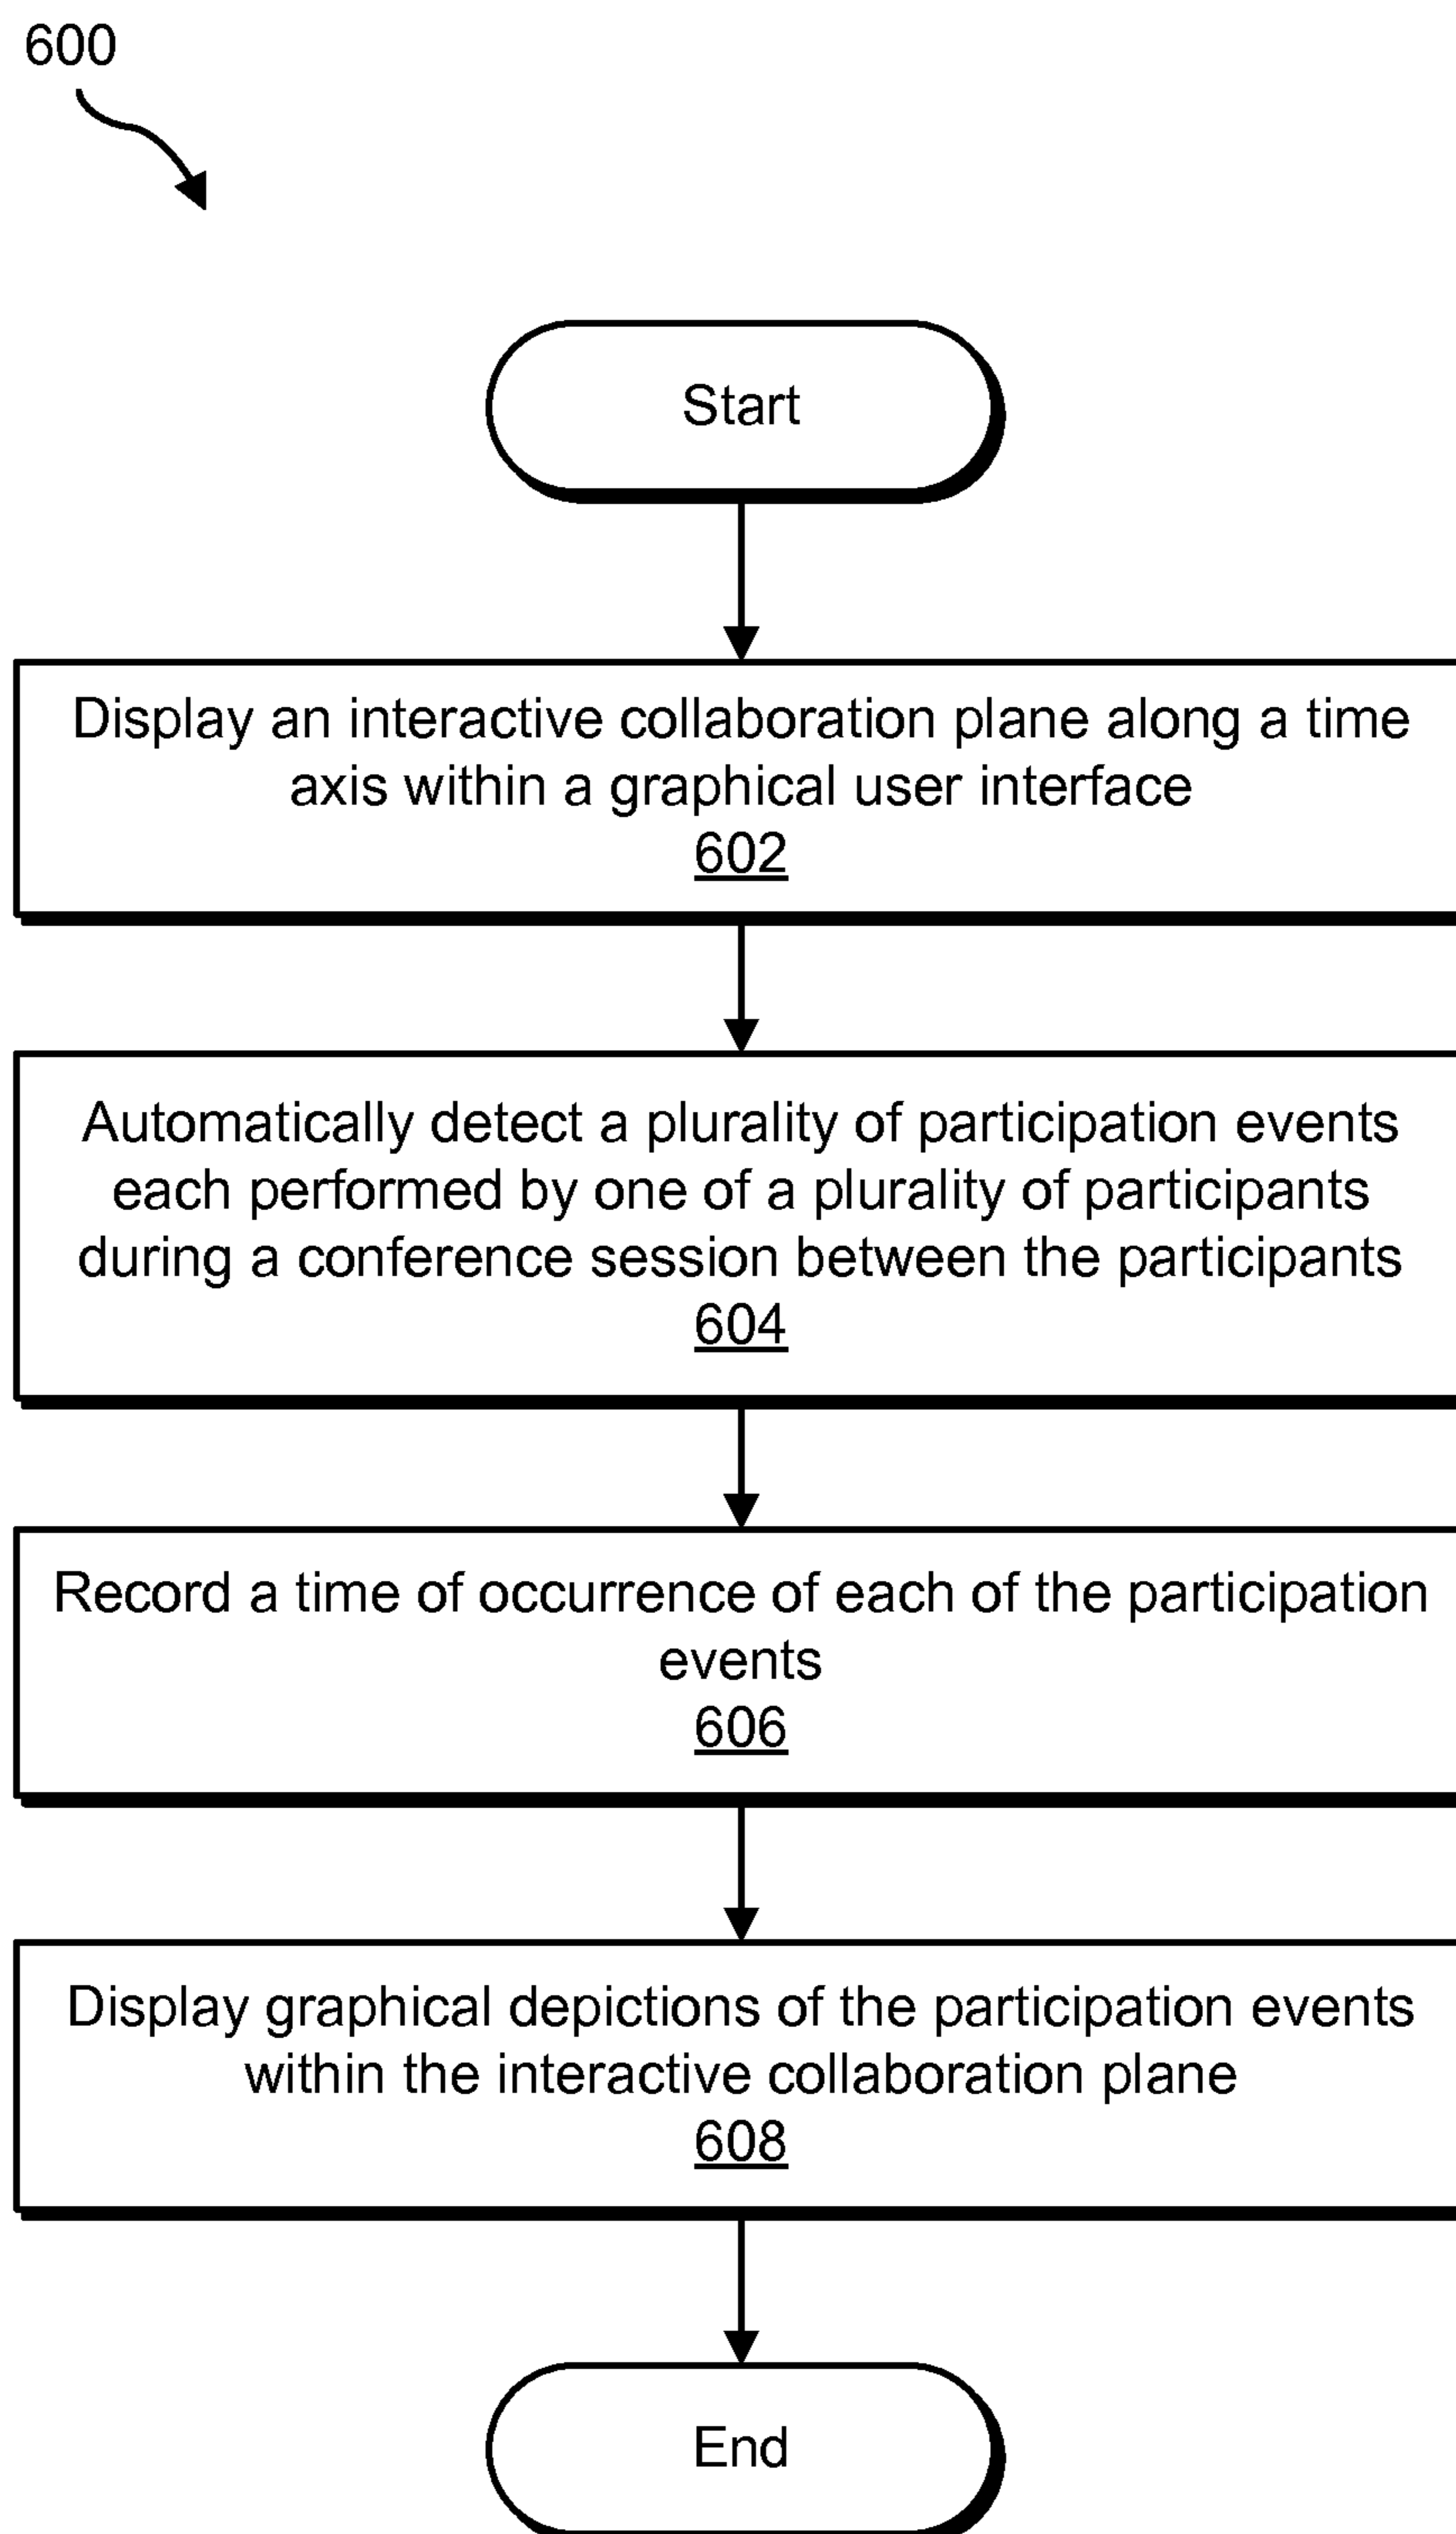 600
Start
Display an interactive collaboration plane along a time
axis within a graphical user interface
602
Automatically detect a plurality of participation events
each performed by one of a plurality of participants
during a conference session between the participants
604
Record a time of occurrence of each of the participation
events
606
Display graphical depictions of the participation events
within the interactive collaboration plane
608
End